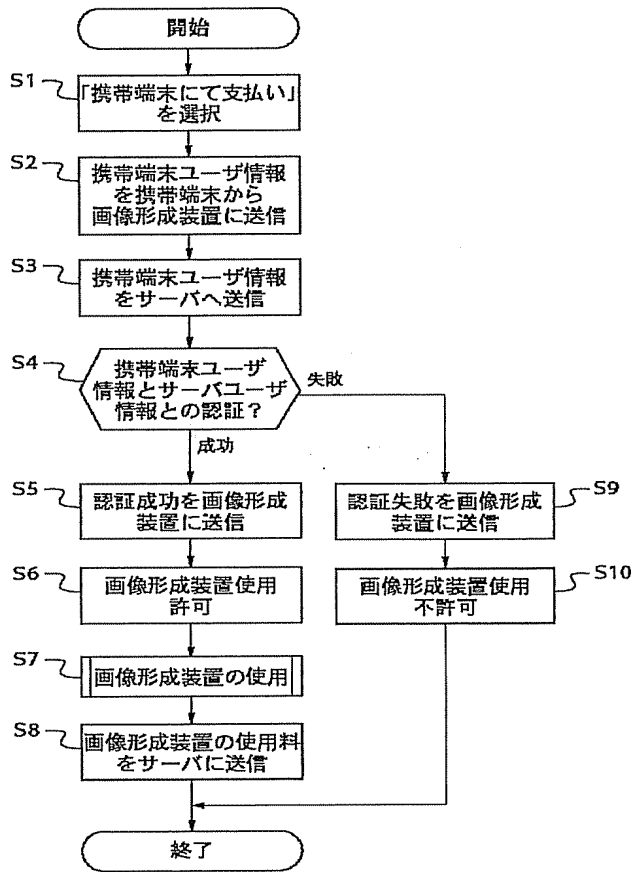 開始
S1
「携帯端末にて支払い」
を選択
S2
携帯端末ユーザ情報
を携帯端末から
画像形成装置に送信
S3
携帯端末ユーザ情報
をサーバへ送信
S4
携帯端末ユーザ
情報とサーバユーザ
情報との認証？
失敗
成功
S5
認証成功を画像形成
装置に送信
S9
認証失敗を画像形成
装置に送信
S6
画像形成装置使用
許可
S10
画像形成装置使用
不許可
S7
画像形成装置の使用
S8
画像形成装置の使用料
をサーバに送信
終了